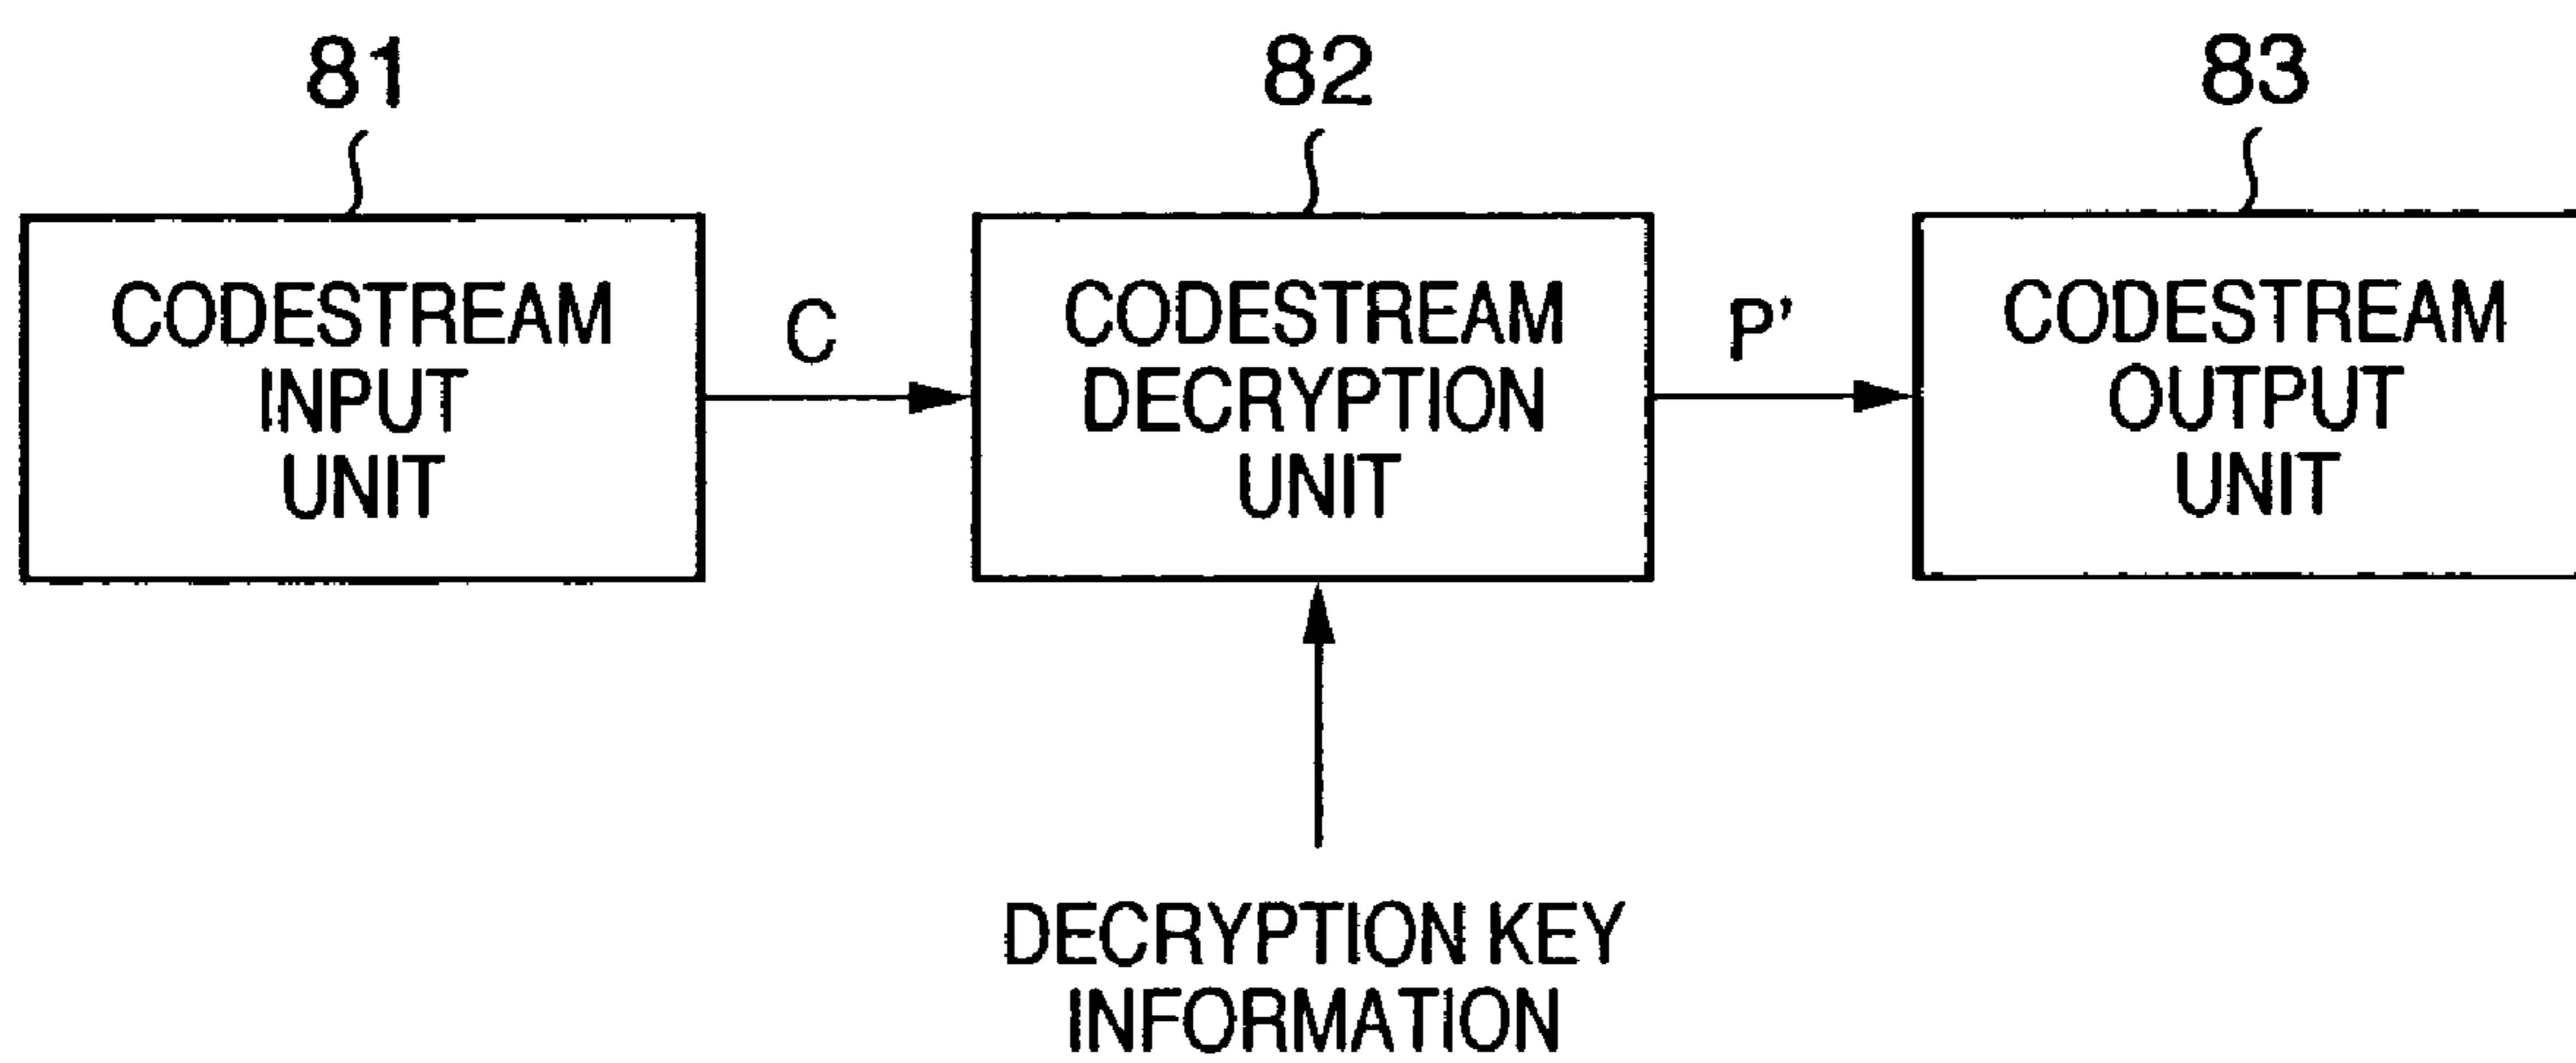 81
82
83
CODESTREAM
INPUT
UNIT
C
CODESTREAM
DECRYPTION
UNIT
P'
CODESTREAM
OUTPUT
UNIT
DECRYPTION KEY
INFORMATION